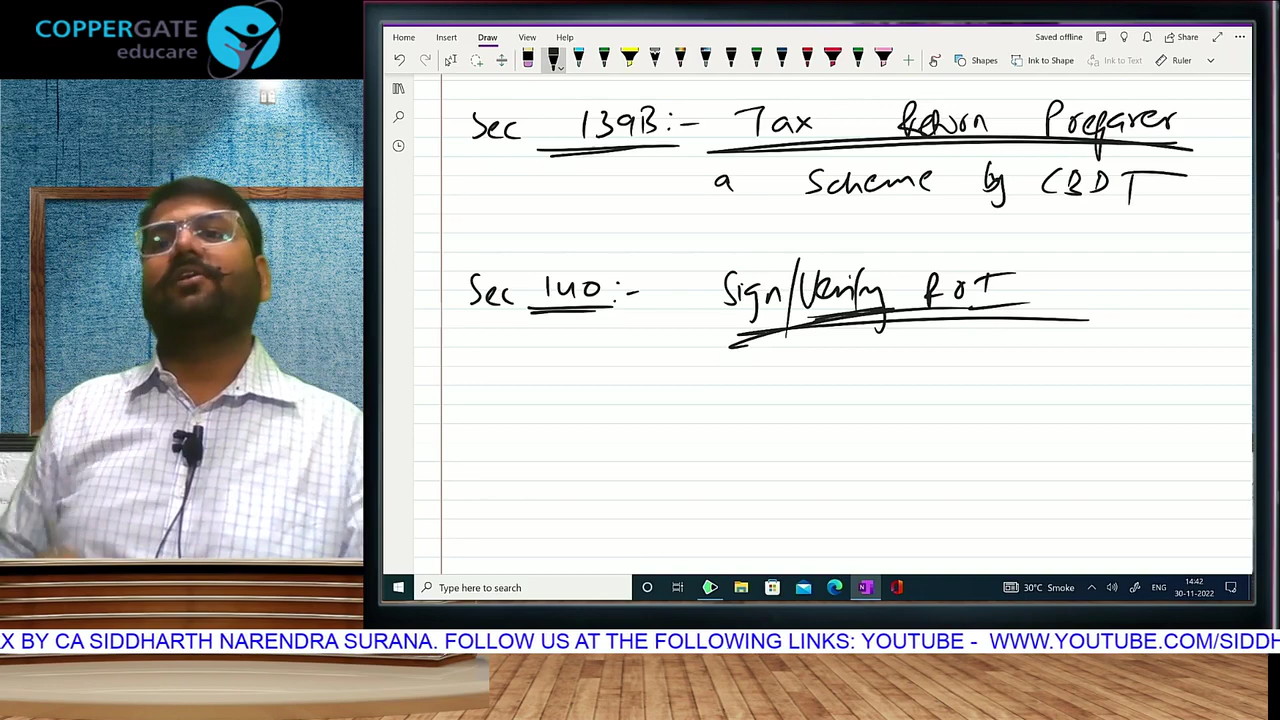 COPPERGATE
educare
Home Insert Draw View Help
Saved offline Share
Shapes Ink to Shape Ink to Text Ruler
Sec 139B:- Tax Return Preparer
a Scheme by CBDT
Sec 140:- Sign/Verify ROI
Type here to search
30°C Smoke ENG 14:42
30-11-2022
X BY CA SIDDHARTH NARENDRA SURANA. FOLLOW US AT THE FOLLOWING LINKS: YOUTUBE - WWW.YOUTUBE.COM/SIDDH